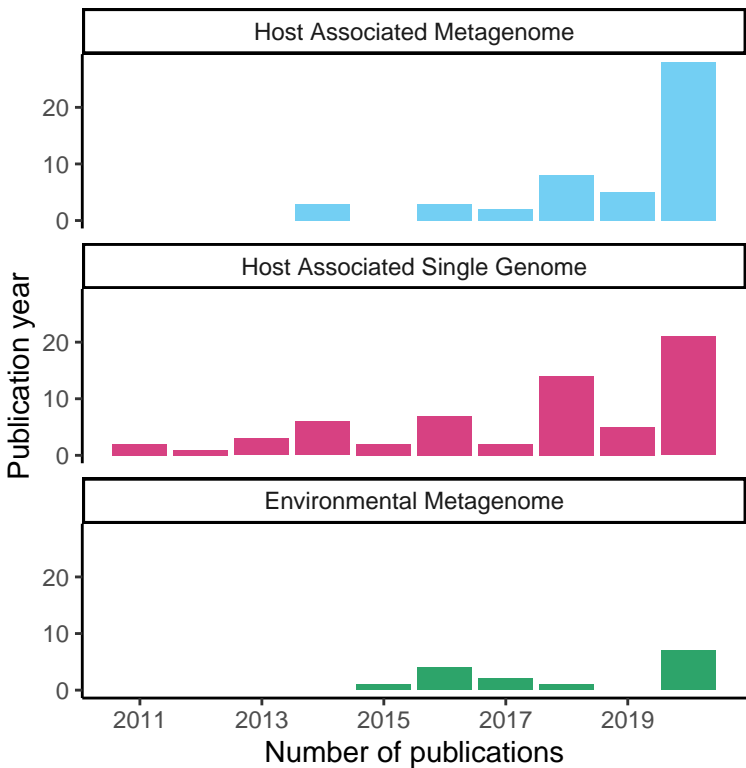 Host Associated Metagenome
20
10
0
Host Associated Single Genome
20
10
0
Environmental Metagenome
20
10
0
2011 2013 2015 2017 2019
Number of publications
Publication year